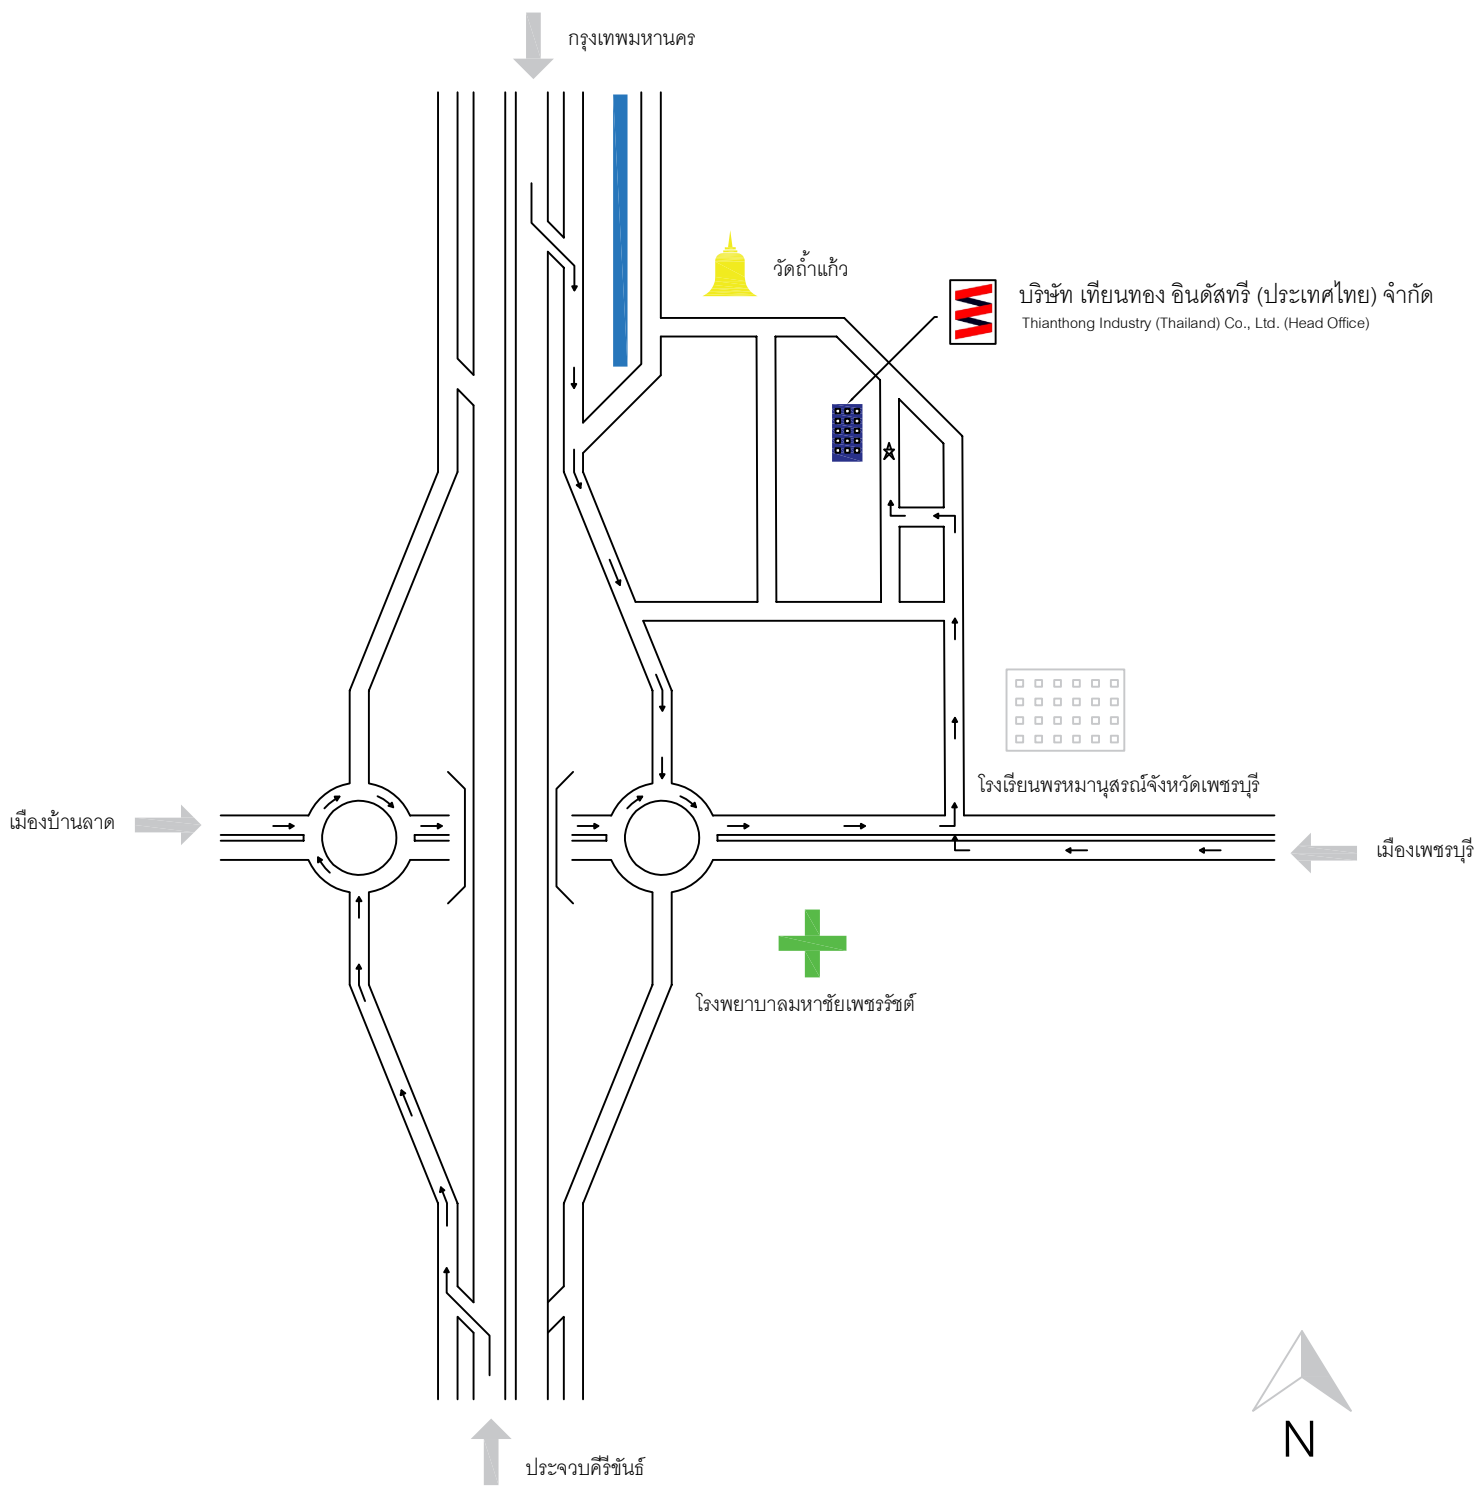 กรุงเทพมหานคร
วัดถ้ำแก้ว
บริษัท เทียนทอง อินดัสทรี (ประเทศไทย) จำกัด
Thianthong Industry (Thailand) Co., Ltd. (Head Office)
โรงเรียนพรหมานุสรณ์จังหวัดเพชรบุรี
เมืองบ้านลาด
เมืองเพชรบุรี
โรงพยาบาลมหาชัยเพชรรัชต์
N
ประจวบคีรีขันธ์